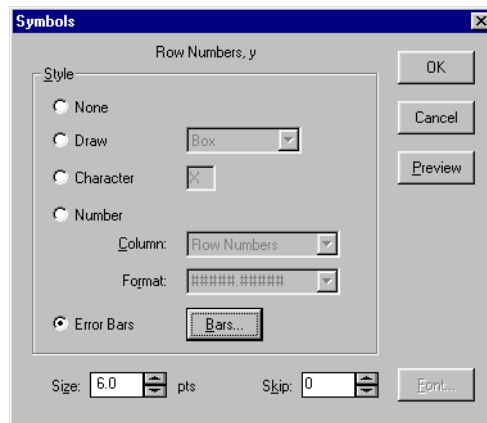 Symbols
Row Numbers, y
Style
None
Draw Box
Character X
Number
Column: Row Numbers
Format: #####.#####
Error Bars Bars...
Size: 6.0 pts Skip: 0
OK
Cancel
Preview
Font...